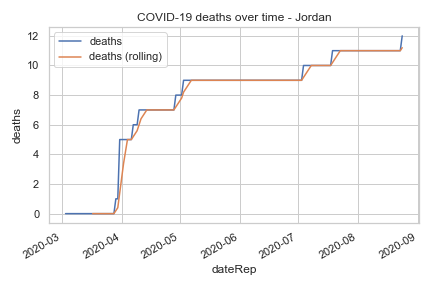 COVID-19 deaths over time - Jordan
deaths
deaths (rolling)
deaths
12
10
8
6
4
2
0
2020-03
2020-04
2020-05
2020-06
2020-07
2020-08
2020-09
dateRep